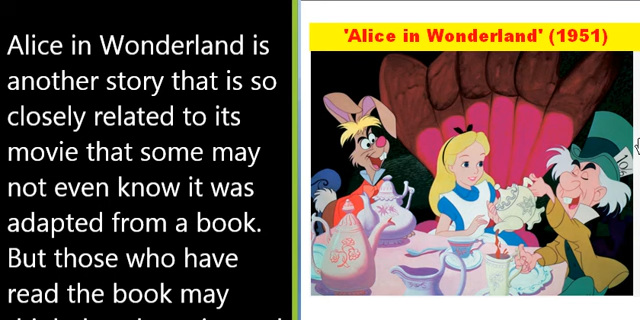 Alice in Wonderland is
another story that is so
closely related to its
movie that some may
not even know it was
adapted from a book.
But those who have
read the book may
'Alice in Wonderland' (1951)